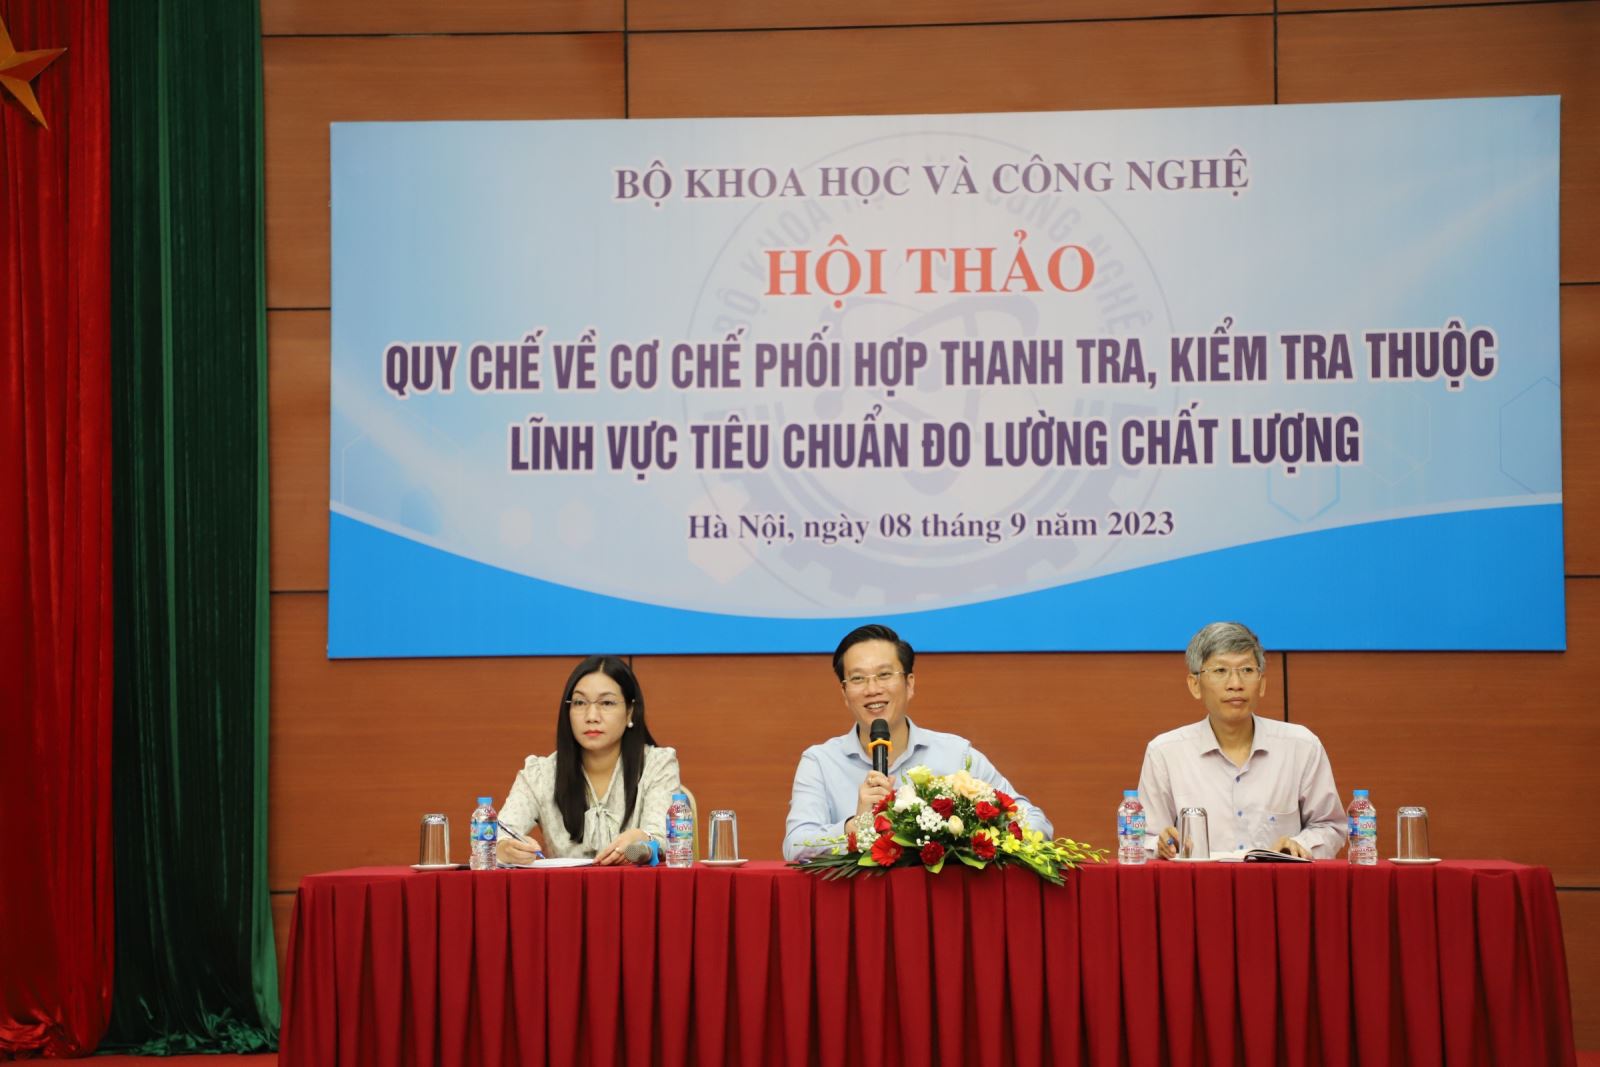 BỘ KHOA HỌC VÀ CÔNG NGHỆ
HỘI THẢO
QUY CHẾ VỀ CƠ CHẾ PHỐI HỢP THANH TRA, KIỂM TRA THUỘC
LĨNH VỰC TIÊU CHUẨN ĐO LƯỜNG CHẤT LƯỢNG
Hà Nội, ngày 08 tháng 9 năm 2023